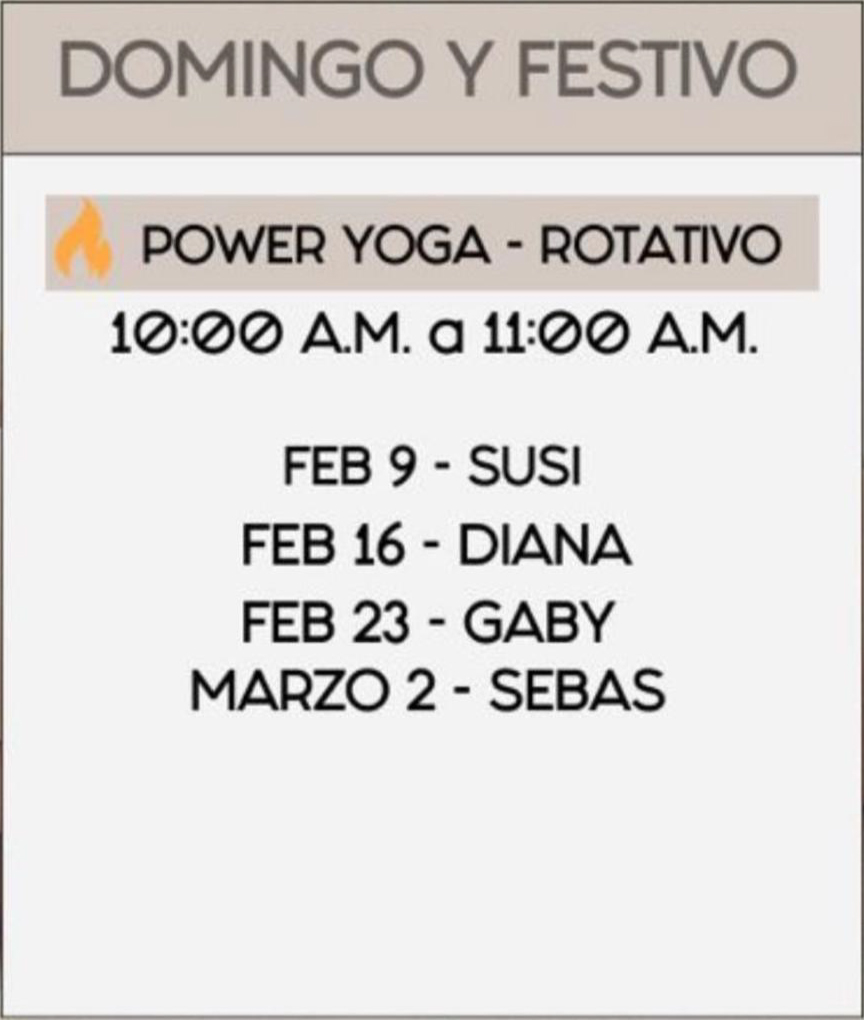 DOMINGO Y FESTIVO
POWER YOGA - ROTATIVO
10:00 A.M. a 11:00 A.M.
FEB 9 - SUSI
FEB 16 - DIANA
FEB 23 - GABY
MARZO 2 - SEBAS